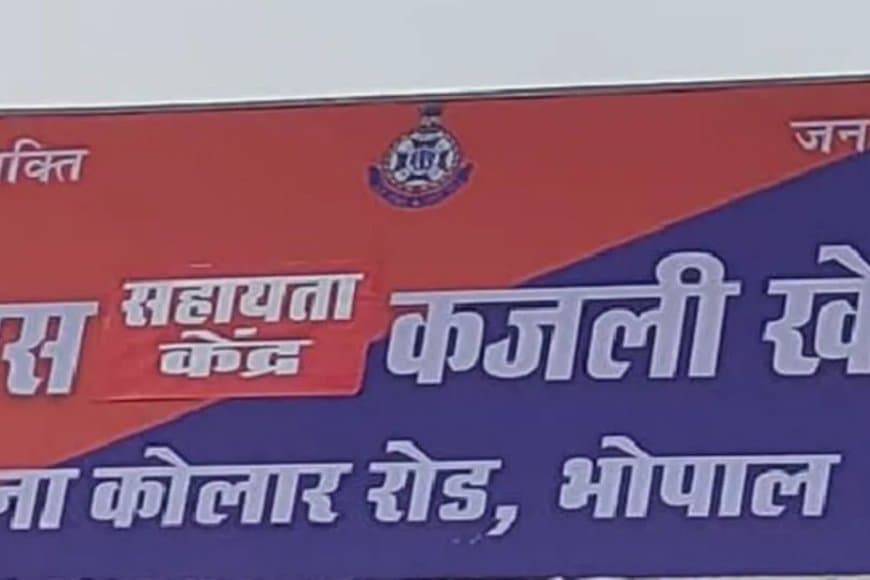 क्ति जन
स सहायता केंद्र कजली खे
ना कोलार रोड, भोपाल